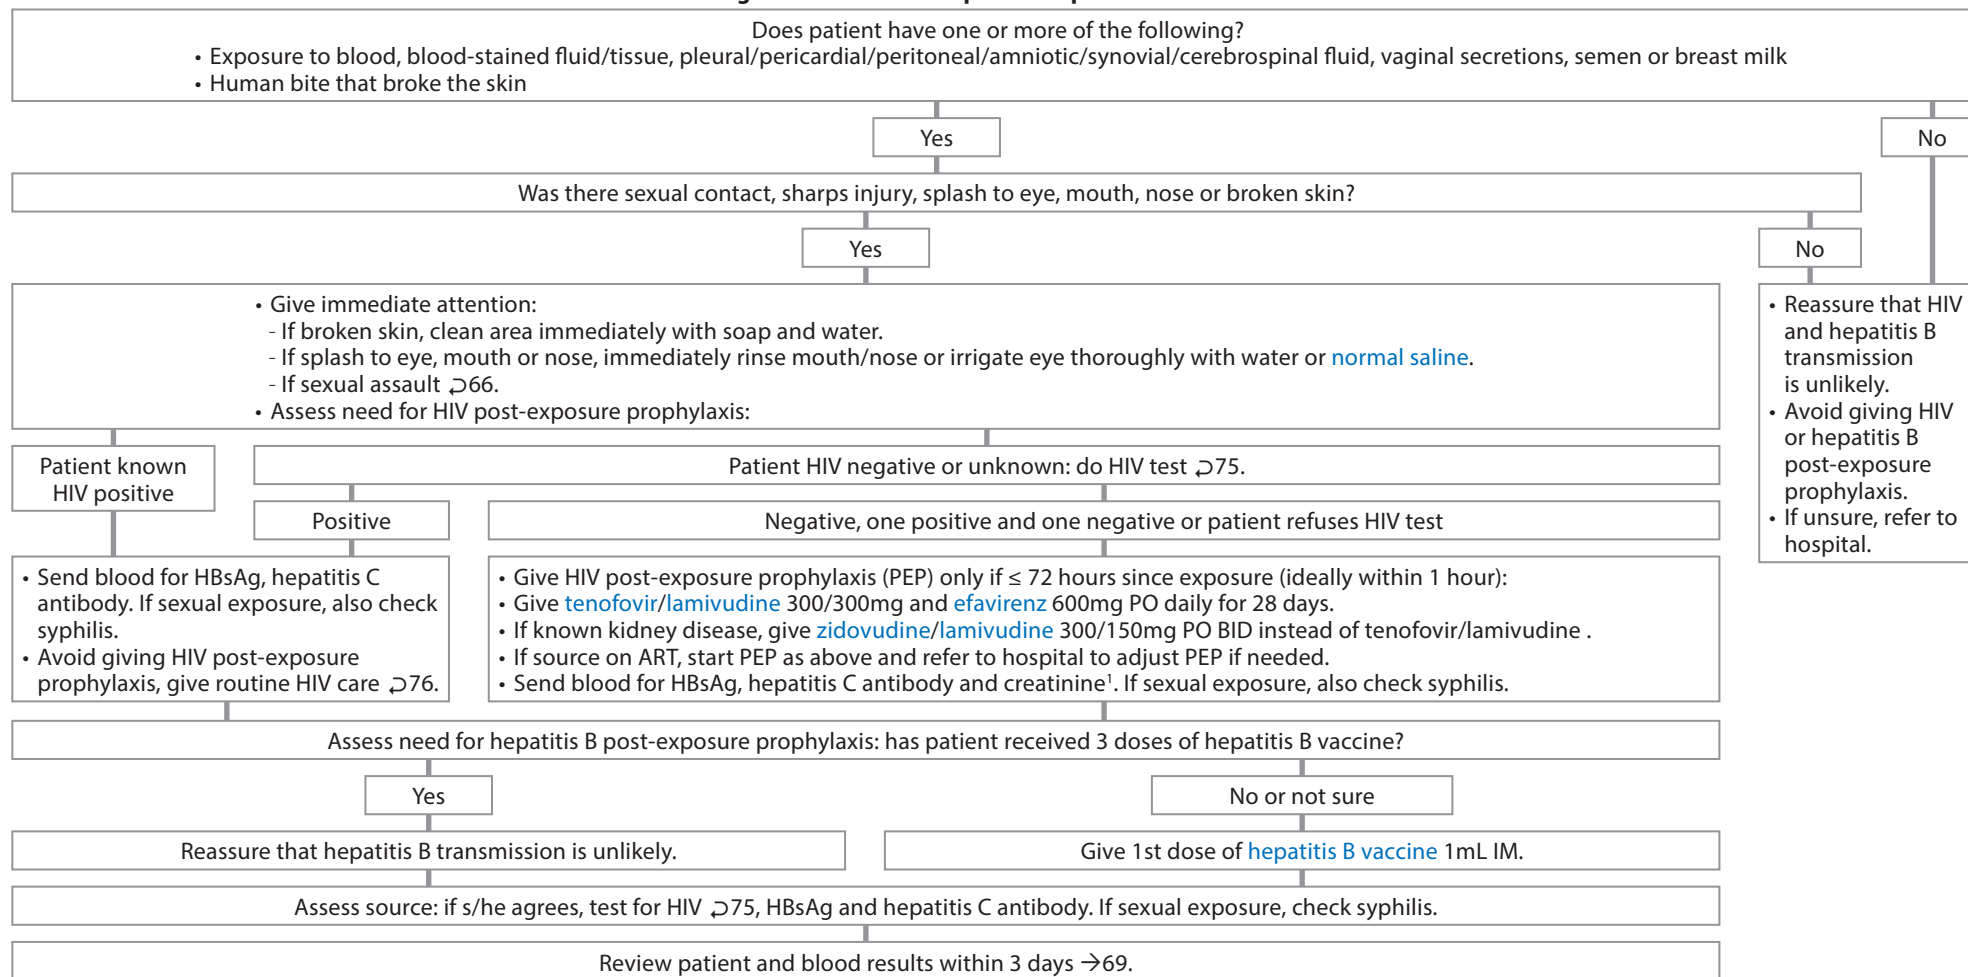 Does patient have one or more of the following?
• Exposure to blood, blood-stained fluid/tissue, pleural/pericardial/peritoneal/amniotic/synovial/cerebrospinal fluid, vaginal secretions, semen or breast milk
• Human bite that broke the skin
Yes
No
Was there sexual contact, sharps injury, splash to eye, mouth, nose or broken skin?
Yes
No
• Give immediate attention:
- If broken skin, clean area immediately with soap and water.
- If splash to eye, mouth or nose, immediately rinse mouth/nose or irrigate eye thoroughly with water or normal saline.
- If sexual assault ⮌66.
• Assess need for HIV post-exposure prophylaxis:
• Reassure that HIV
and hepatitis B
transmission
is unlikely.
• Avoid giving HIV
or hepatitis B
post-exposure
prophylaxis.
• If unsure, refer to
hospital.
Patient known
HIV positive
Patient HIV negative or unknown: do HIV test ⮌75.
Positive
Negative, one positive and one negative or patient refuses HIV test
• Send blood for HBsAg, hepatitis C
antibody. If sexual exposure, also check
syphilis.
• Avoid giving HIV post-exposure
prophylaxis, give routine HIV care ⮌76.
• Give HIV post-exposure prophylaxis (PEP) only if ≤ 72 hours since exposure (ideally within 1 hour):
• Give tenofovir/lamivudine 300/300mg and efavirenz 600mg PO daily for 28 days.
• If known kidney disease, give zidovudine/lamivudine 300/150mg PO BID instead of tenofovir/lamivudine .
• If source on ART, start PEP as above and refer to hospital to adjust PEP if needed.
• Send blood for HBsAg, hepatitis C antibody and creatinine¹. If sexual exposure, also check syphilis.
Assess need for hepatitis B post-exposure prophylaxis: has patient received 3 doses of hepatitis B vaccine?
Yes
No or not sure
Reassure that hepatitis B transmission is unlikely.
Give 1st dose of hepatitis B vaccine 1mL IM.
Assess source: if s/he agrees, test for HIV ⮌75, HBsAg and hepatitis C antibody. If sexual exposure, check syphilis.
Review patient and blood results within 3 days →69.